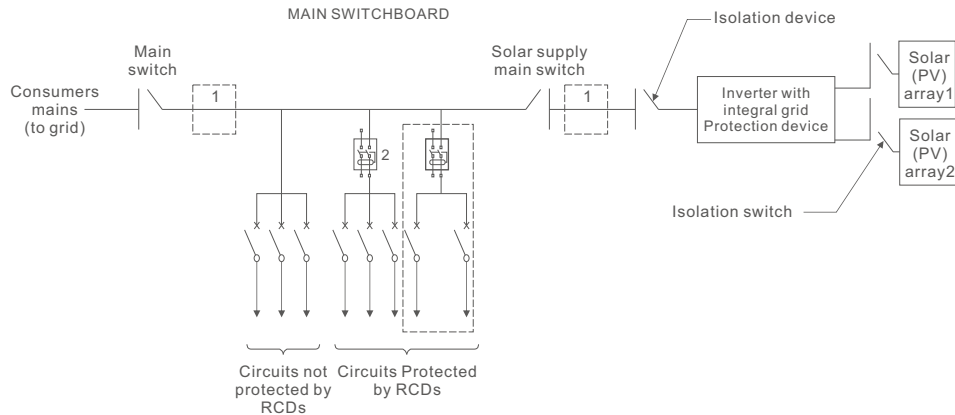 MAIN SWITCHBOARD
Isolation device
Main
switch
Solar supply
main switch
Consumers
mains
(to grid)
1
1
Inverter with
integral grid
Protection device
Solar
(PV)
array1
Solar
(PV)
array2
2
Isolation switch
Circuits not
protected by
RCDs
Circuits Protected
by RCDs